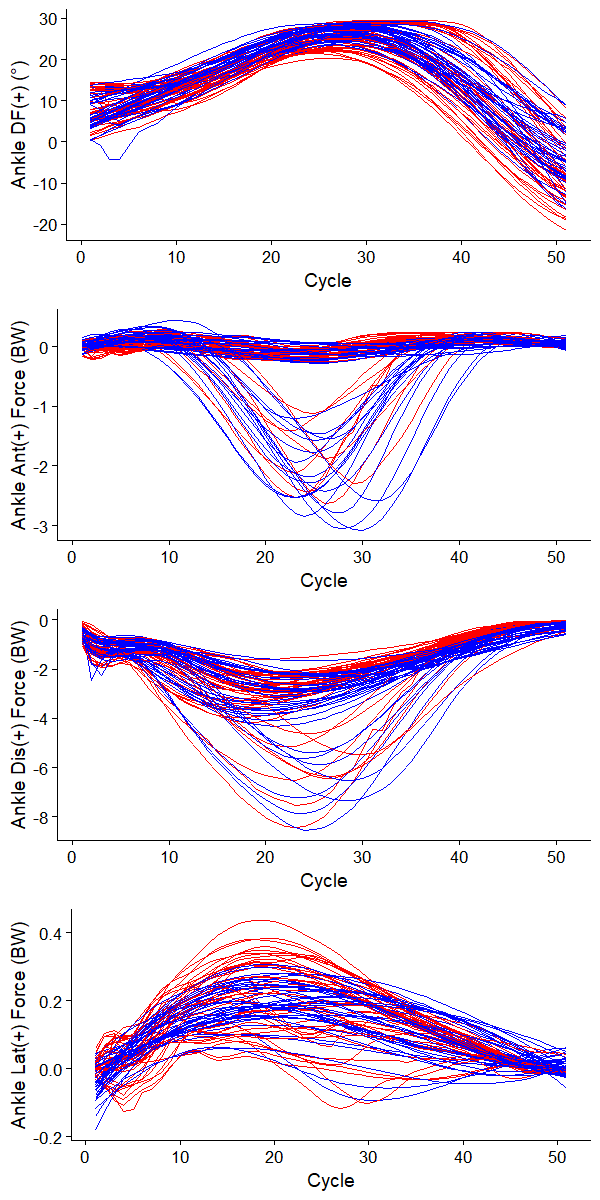 Ankle DF(+) (°)
30
20
10
0
-10
-20
0 10 20 30 40 50
Cycle
Ankle Ant(+) Force (BW)
0
-1
-2
-3
0 10 20 30 40 50
Cycle
Ankle Dis(+) Force (BW)
0
-2
-4
-6
-8
0 10 20 30 40 50
Cycle
Ankle Lat(+) Force (BW)
0.4
0.2
0.0
-0.2
0 10 20 30 40 50
Cycle